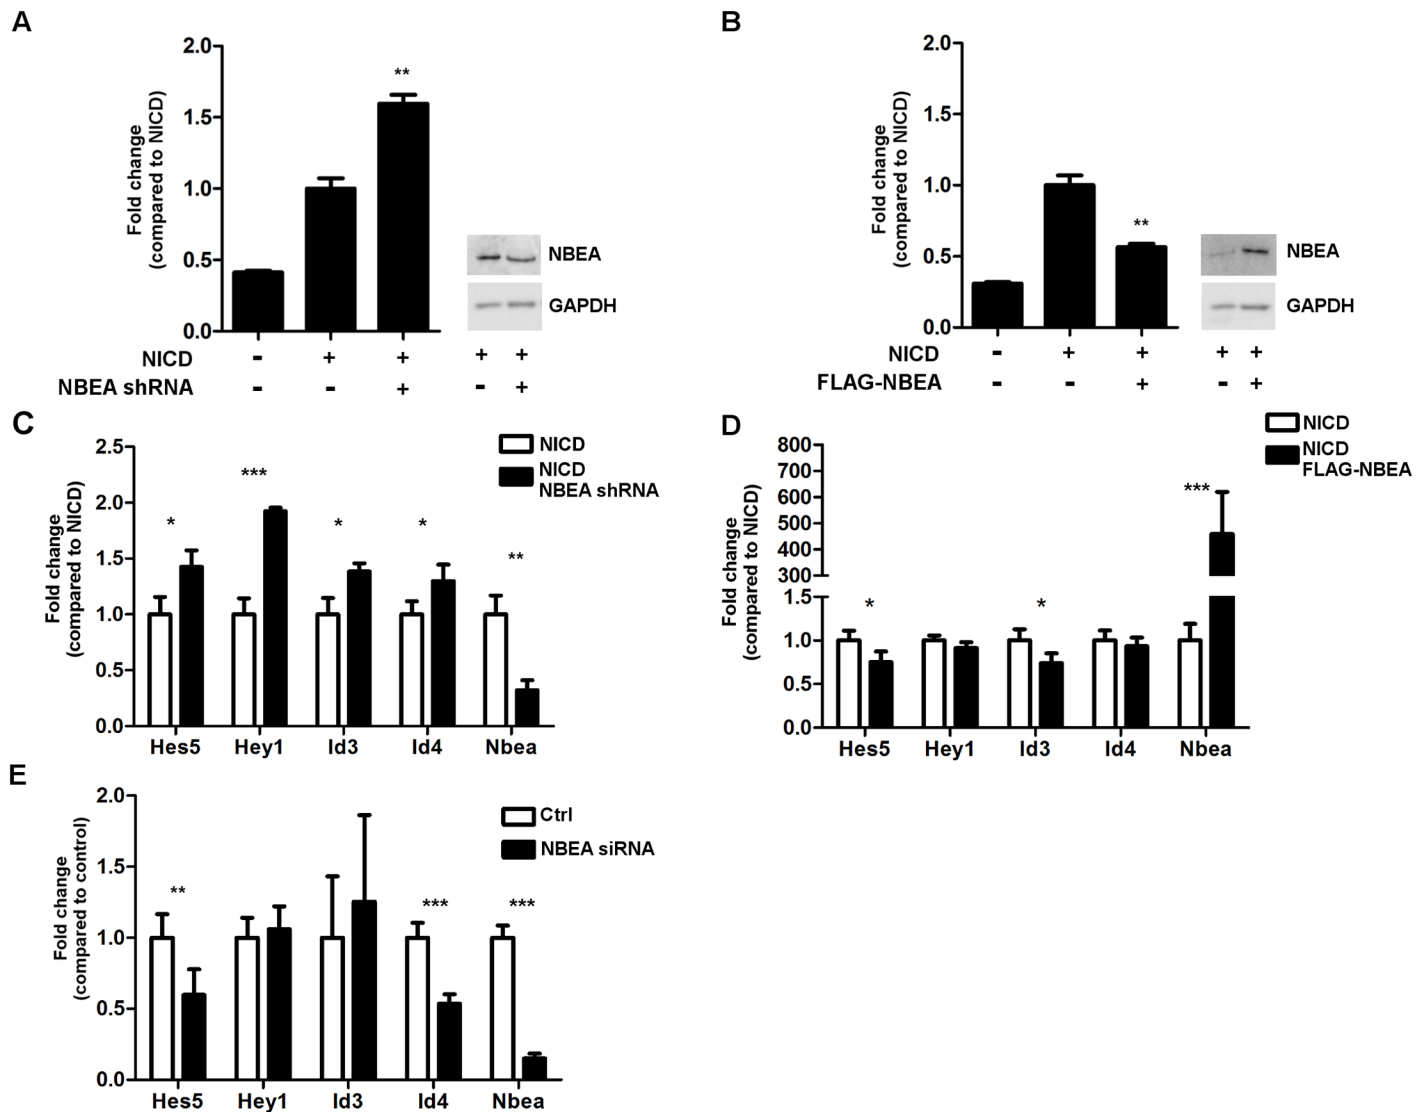 A
Fold change
(compared to NICD)
2.0
1.5
1.0
0.5
0.0
**
NBEA
GAPDH
NICD - + + + +
NBEA shRNA - - + - +
B
Fold change
(compared to NICD)
2.0
1.5
1.0
0.5
0.0
**
NBEA
GAPDH
NICD - + + + +
FLAG-NBEA - - + - +
C
Fold change
(compared to NICD)
2.5
2.0
1.5
1.0
0.5
0.0
* *** * * **
NICD
NICD
NBEA shRNA
Hes5 Hey1 Id3 Id4 Nbea
D
Fold change
(compared to NICD)
800
700
600
500
400
300
1.5
1.0
0.5
0.0
* * ***
NICD
NICD
FLAG-NBEA
Hes5 Hey1 Id3 Id4 Nbea
E
Fold change
(compared to control)
2.0
1.5
1.0
0.5
0.0
** *** ***
Ctrl
NBEA siRNA
Hes5 Hey1 Id3 Id4 Nbea